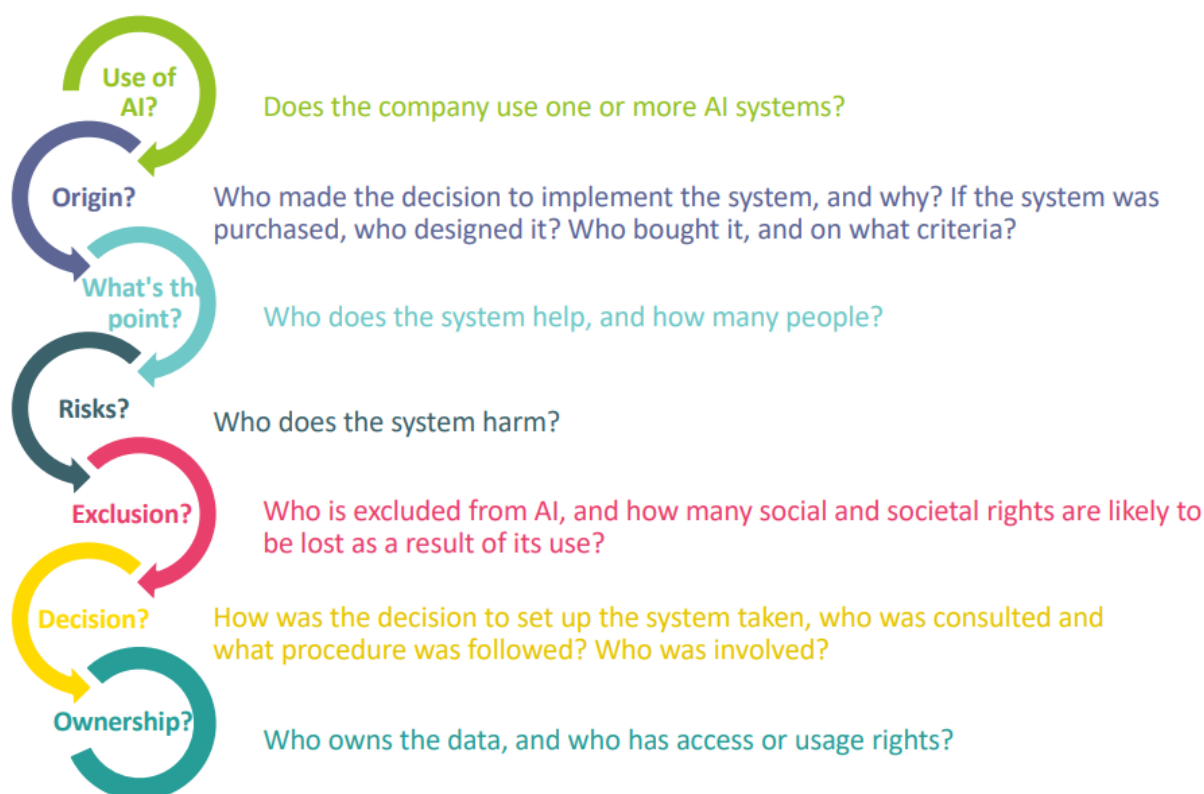 Use of
AI?
Does the company use one or more AI systems?
Origin?
Who made the decision to implement the system, and why? If the system was
purchased, who designed it? Who bought it, and on what criteria?
What's the
point?
Who does the system help, and how many people?
Risks?
Who does the system harm?
Exclusion?
Who is excluded from AI, and how many social and societal rights are likely to
be lost as a result of its use?
Decision?
How was the decision to set up the system taken, who was consulted and
what procedure was followed? Who was involved?
Ownership?
Who owns the data, and who has access or usage rights?